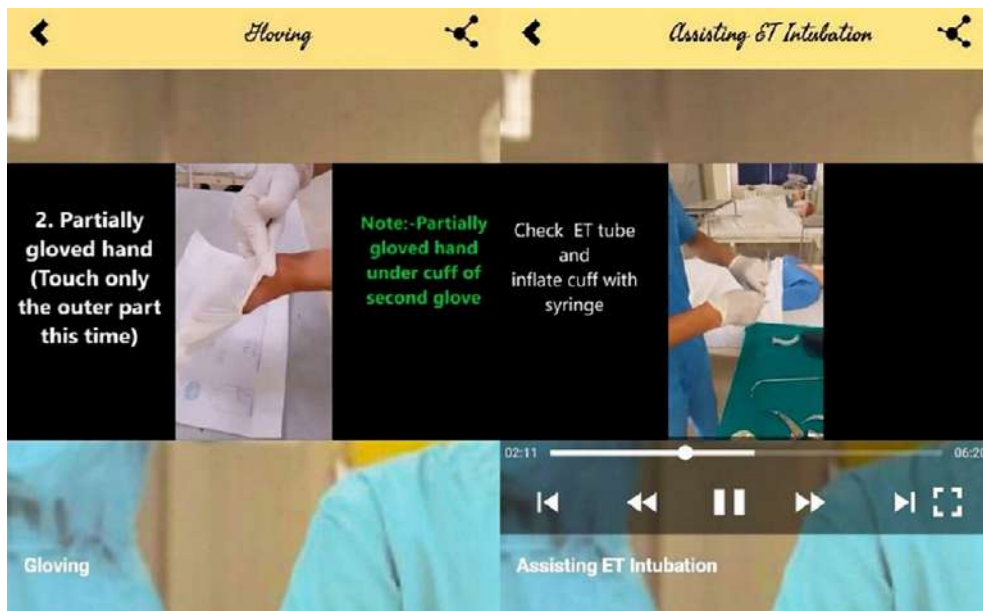 Gloving
2. Partially
gloved hand
(Touch only
the outer part
this time)
Note:-Partially
gloved hand
under cuff of
second glove
Gloving
Assisting ET Intubation
Check ET tube
and
inflate cuff with
syringe
02:11
06:20
Assisting ET Intubation